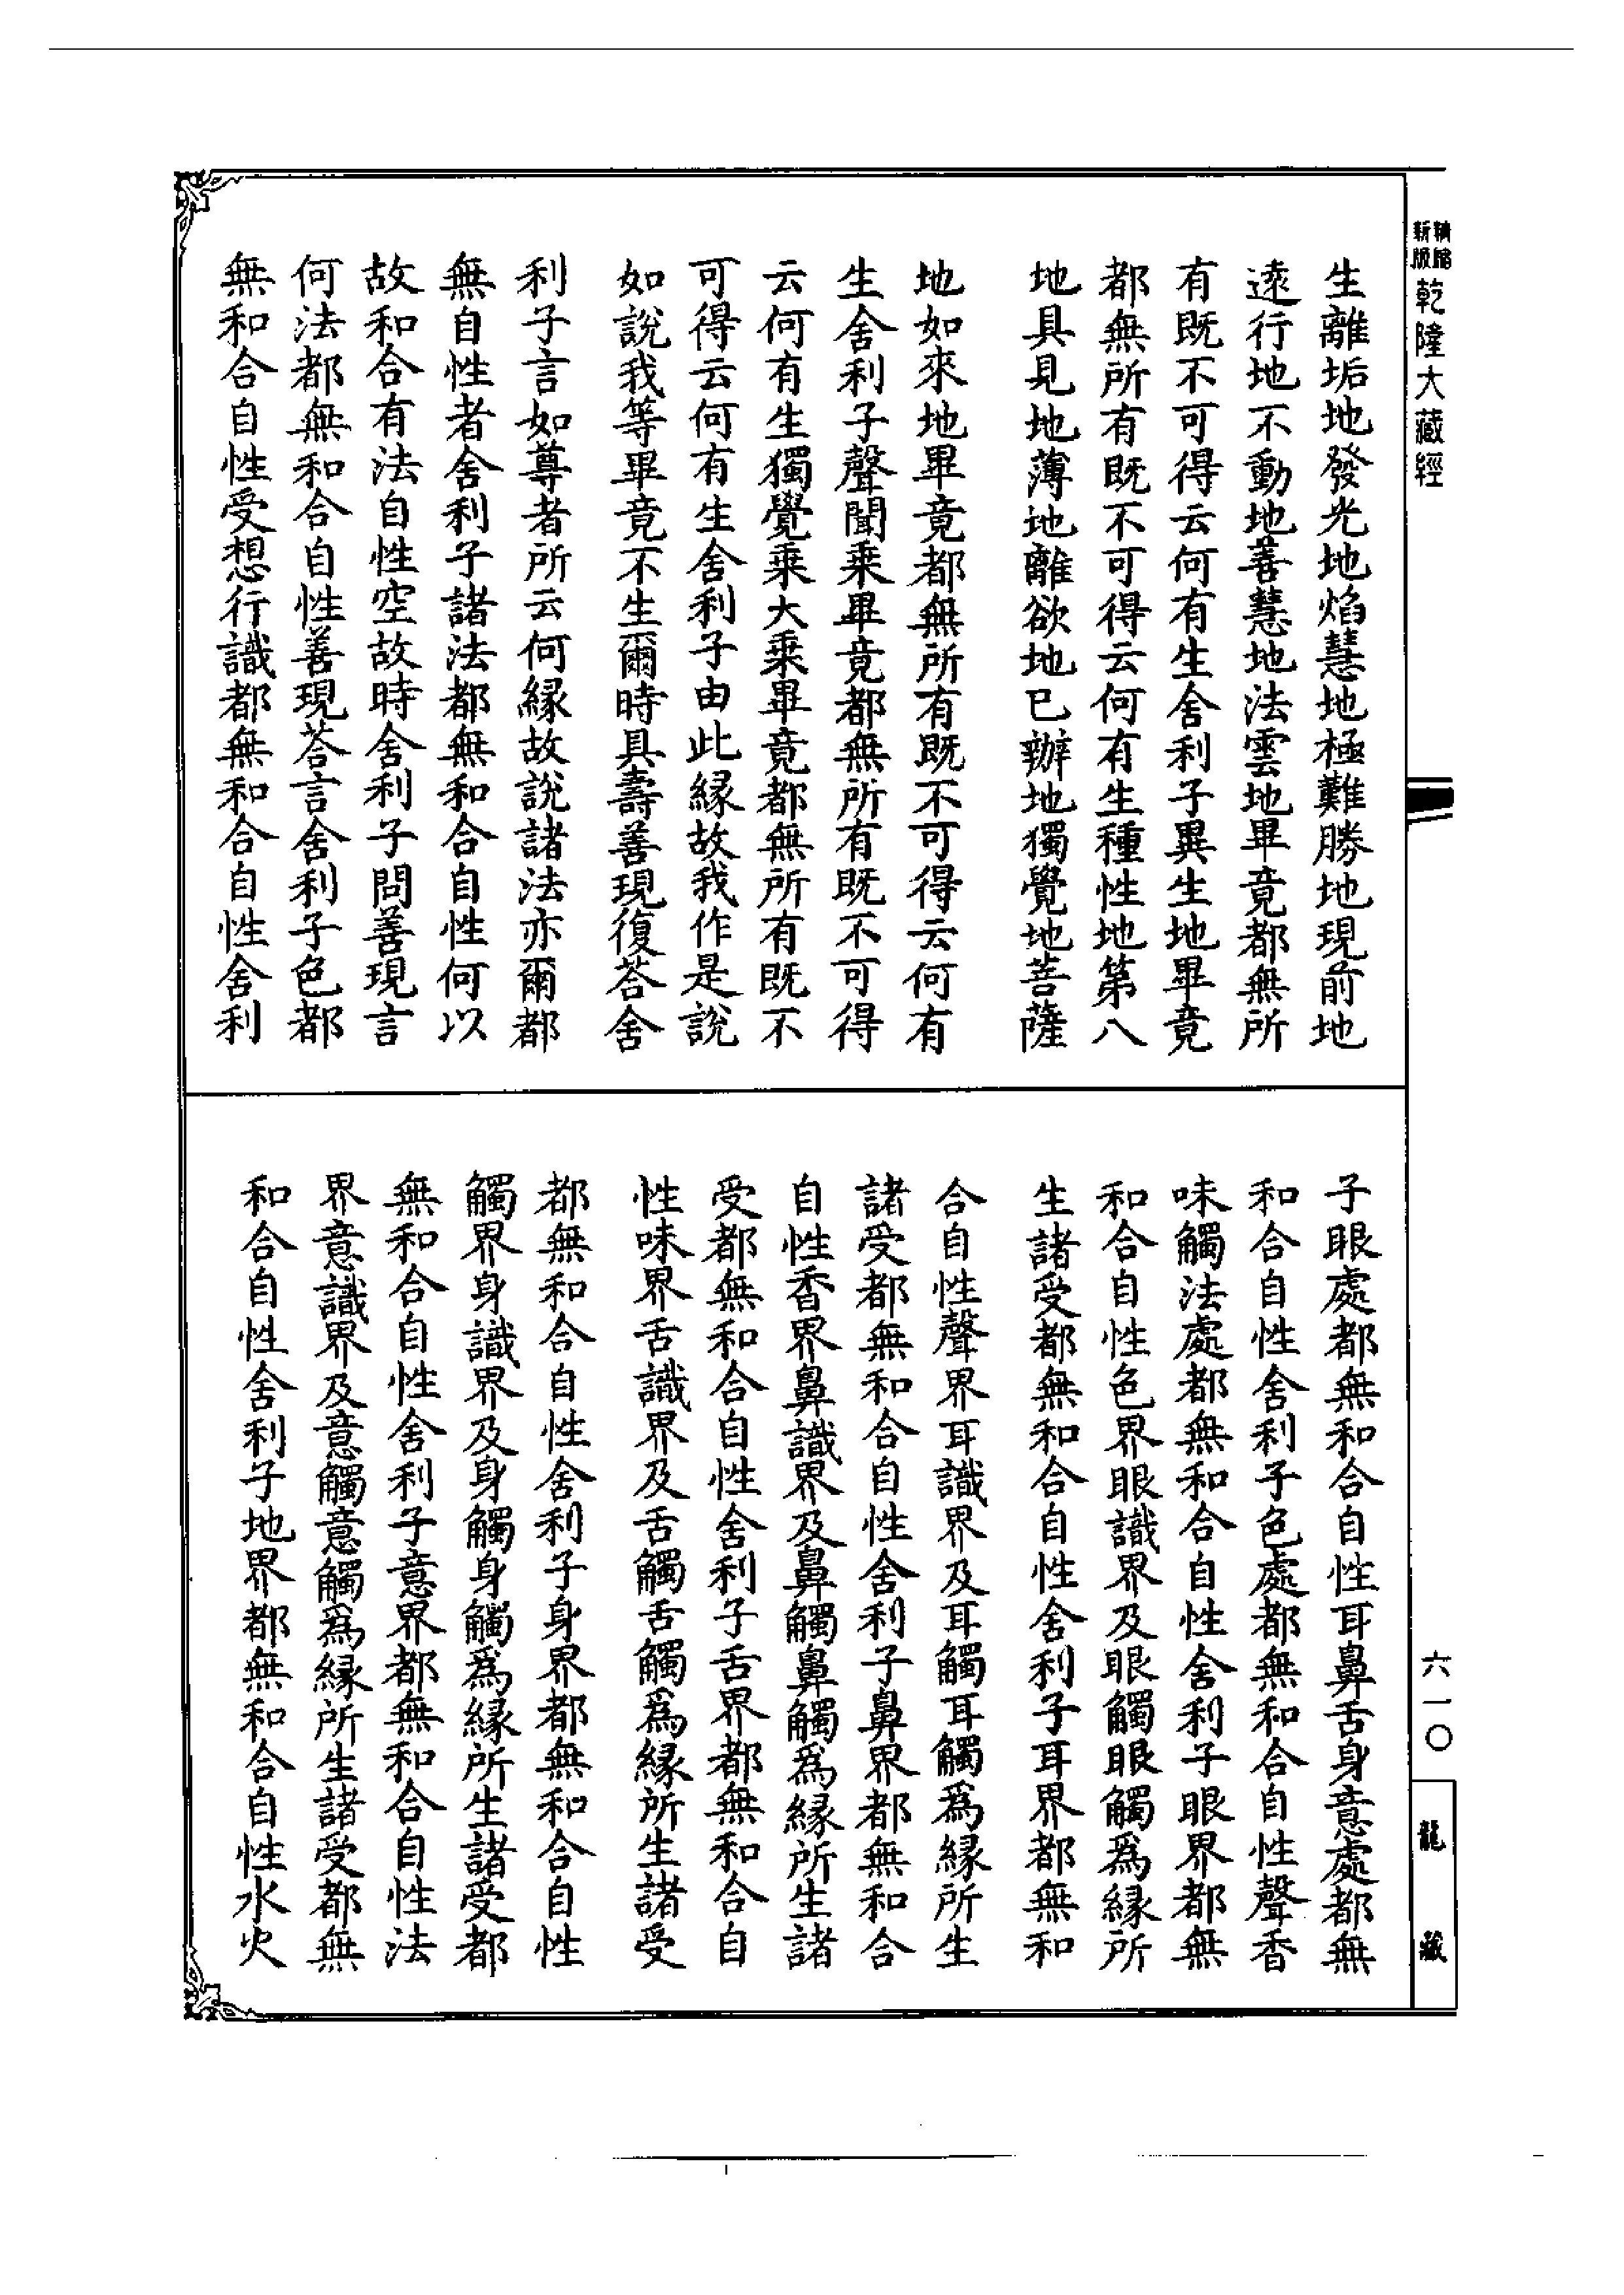 新精
版縮
乾隆大藏經
生離垢地發光地焰慧地極難勝地現前地
遠行地不動地善慧地法雲地畢竟都無所
有既不可得云何有生舍利子異生地畢竟
都無所有既不可得云何有生種性地第八
地具見地薄地離欲地已辦地獨覺地菩薩
地如來地畢竟都無所有既不可得云何有
生舍利子聲聞乘畢竟都無所有既不可得
云何有生獨覺乘大乘畢竟都無所有既不
可得云何有生舍利子由此緣故我作是說
如說我等畢竟不生爾時具壽善現復荅舍
利子言如尊者所云何緣故說諸法亦爾都
無自性者舍利子諸法都無和合自性何以
故和合有法自性空故時舍利子問善現言
何法都無和合自性善現荅言舍利子色都
無和合自性受想行識都無和合自性舍利
子眼處都無和合自性耳鼻舌身意處都無
和合自性舍利子色處都無和合自性聲香
味觸法處都無和合自性舍利子眼界都無
和合自性色界眼識界及眼觸眼觸爲緣所
生諸受都無和合自性舍利子耳界都無和
合自性聲界耳識界及耳觸耳觸爲緣所生
諸受都無和合自性舍利子鼻界都無和合
自性香界鼻識界及鼻觸鼻觸爲緣所生諸
受都無和合自性舍利子舌界都無和合自
性味界舌識界及舌觸舌觸爲緣所生諸受
都無和合自性舍利子身界都無和合自性
觸界身識界及身觸身觸爲緣所生諸受都
無和合自性舍利子意界都無和合自性法
界意識界及意觸意觸爲緣所生諸受都無
和合自性舍利子地界都無和合自性水火
六一〇
龍藏